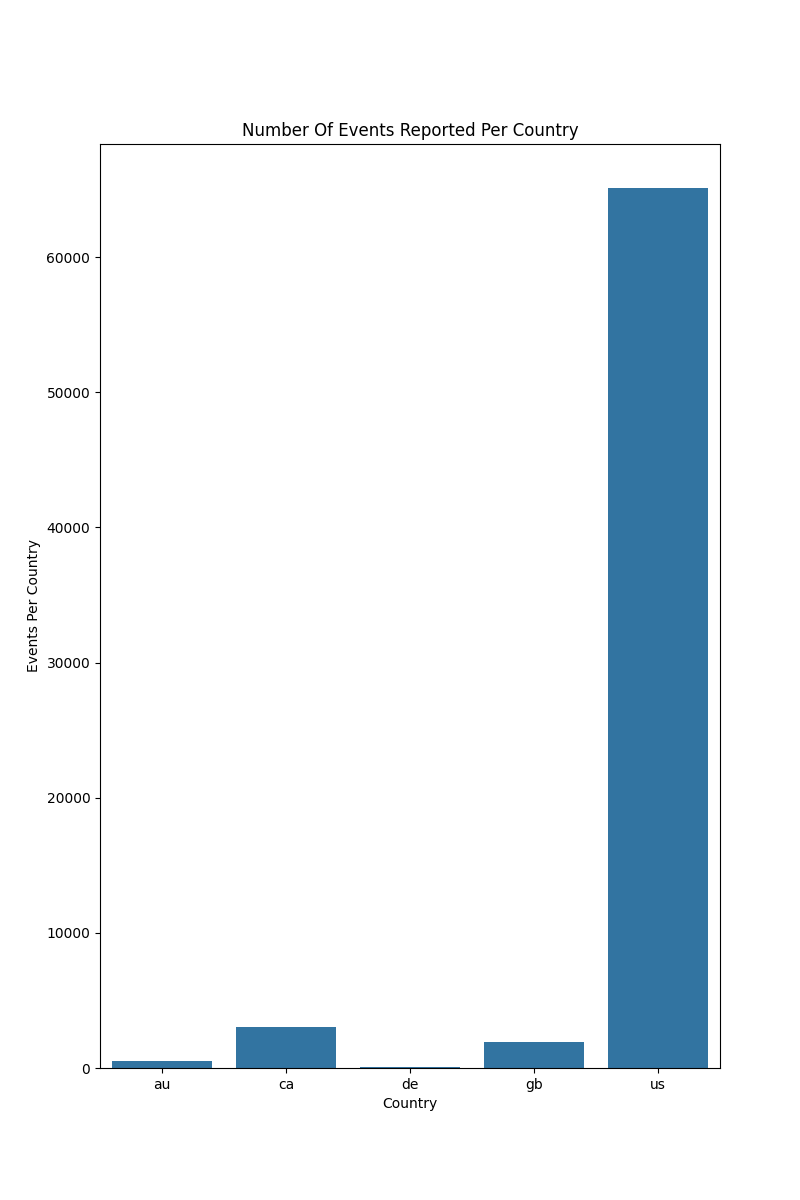 Number Of Events Reported Per Country
60000
50000
40000
30000
20000
10000
0
Events Per Country
au ca de gb us
Country